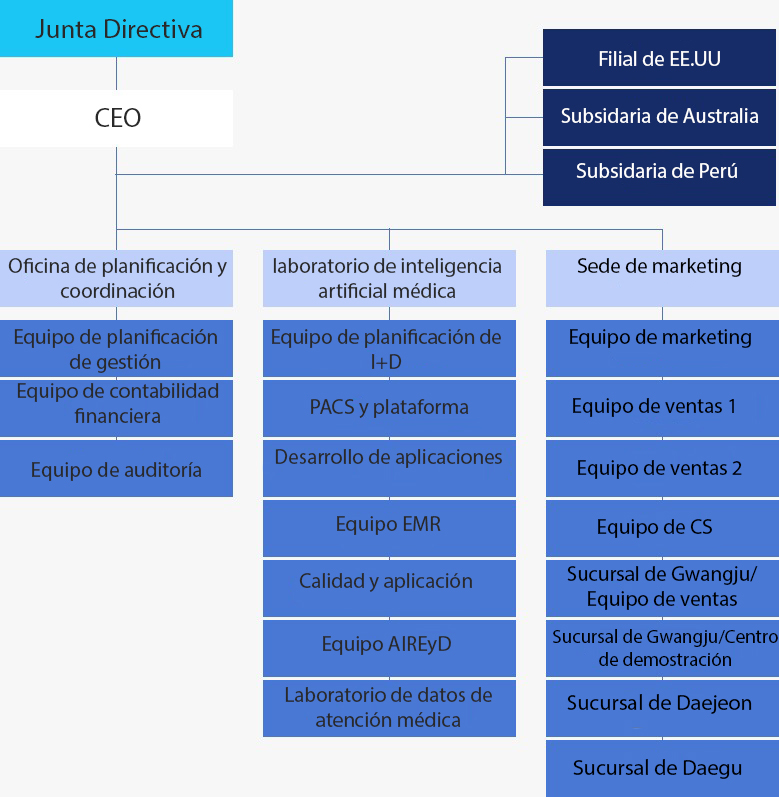 Junta Directiva
CEO
Filial de EE.UU
Subsidaria de Australia
Subsidaria de Perú
Oficina de planificación y
coordinación
Equipo de planificación
de gestión
Equipo de contabilidad
financiera
Equipo de auditoría
laboratorio de inteligencia
artificial médica
Equipo de planificación de
I+D
PACS y plataforma
Desarrollo de aplicaciones
Equipo EMR
Calidad y aplicación
Equipo AIREyD
Laboratorio de datos de
atención médica
Sede de marketing
Equipo de marketing
Equipo de ventas 1
Equipo de ventas 2
Equipo de CS
Sucursal de Gwangju/
Equipo de ventas
Sucursal de Gwangju/Centro
de demostración
Sucursal de Daejeon
Sucursal de Daegu